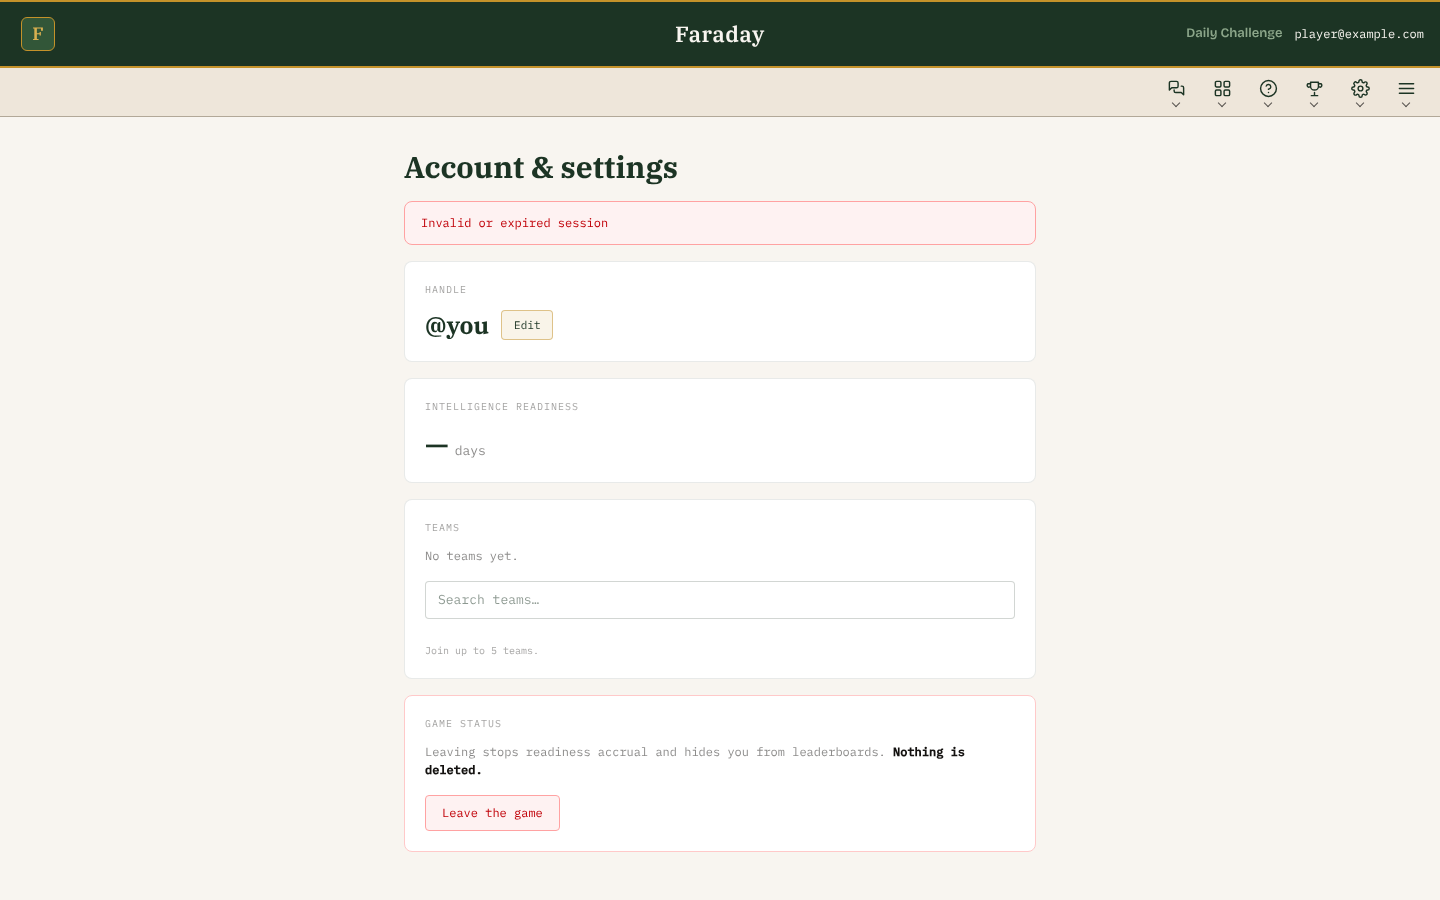 F
Faraday
Daily Challenge
player@example.com
Account & settings
Invalid or expired session
HANDLE
@you
Edit
INTELLIGENCE READINESS
— days
TEAMS
No teams yet.
Search teams…
Join up to 5 teams.
GAME STATUS
Leaving stops readiness accrual and hides you from leaderboards. Nothing is
deleted.
Leave the game